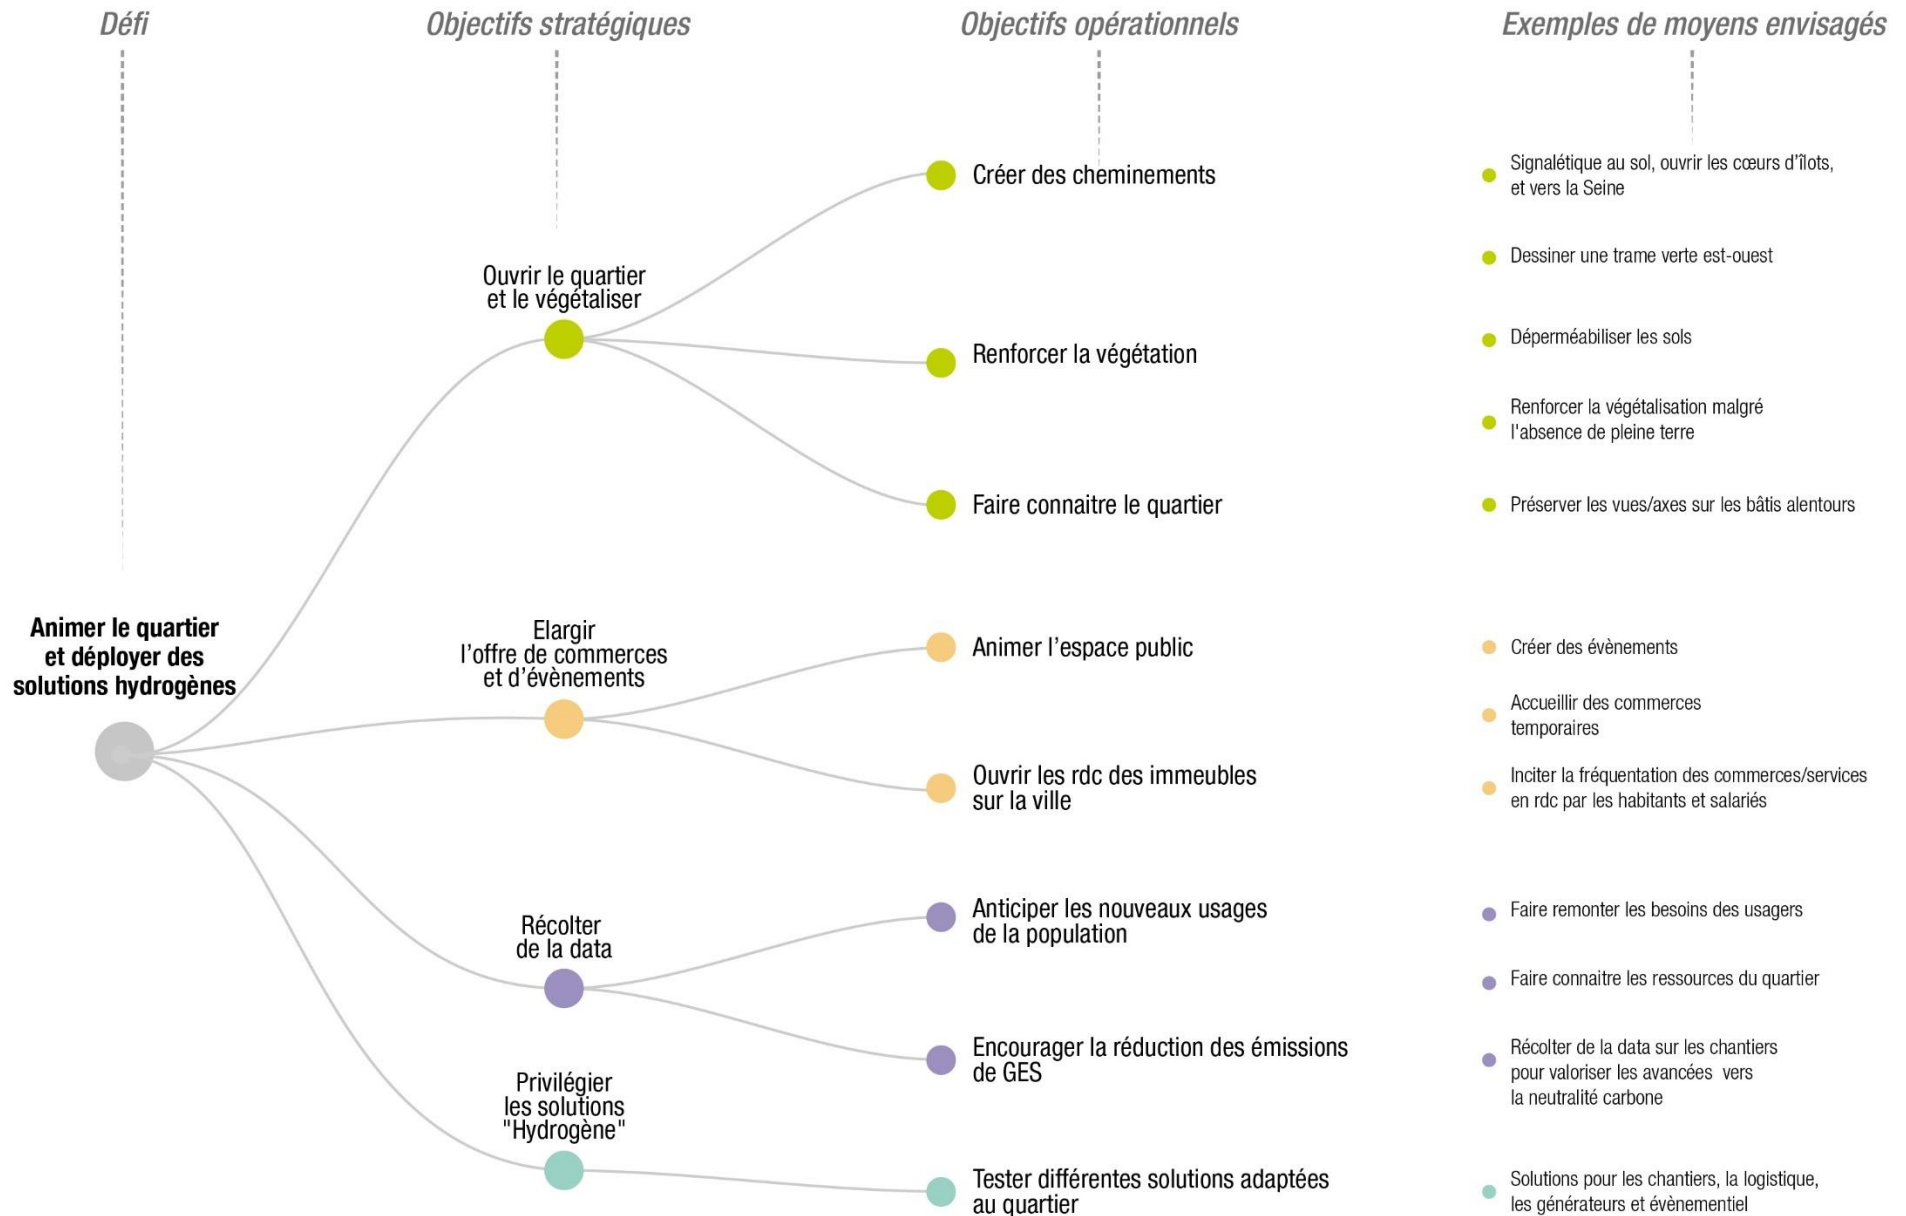 Défi
Objectifs stratégiques
Objectifs opérationnels
Exemples de moyens envisagés
Animer le quartier
et déployer des
solutions hydrogènes
Ouvrir le quartier
et le végétaliser
Elargir
l'offre de commerces
et d'évènements
Récolter
de la data
Privilégier
les solutions
"Hydrogène"
Créer des cheminements
Renforcer la végétation
Faire connaitre le quartier
Animer l'espace public
Ouvrir les rdc des immeubles
sur la ville
Anticiper les nouveaux usages
de la population
Encourager la réduction des émissions
de GES
Tester différentes solutions adaptées
au quartier
Signalétique au sol, ouvrir les cœurs d'îlots,
et vers la Seine
Dessiner une trame verte est-ouest
Déperméabiliser les sols
Renforcer la végétalisation malgré
l'absence de pleine terre
Préserver les vues/axes sur les bâtis alentours
Créer des évènements
Accueillir des commerces
temporaires
Inciter la fréquentation des commerces/services
en rdc par les habitants et salariés
Faire remonter les besoins des usagers
Faire connaitre les ressources du quartier
Récolter de la data sur les chantiers
pour valoriser les avancées vers
la neutralité carbone
Solutions pour les chantiers, la logistique,
les générateurs et évènementiel